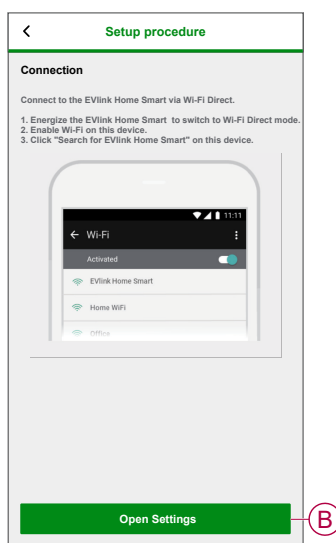 Setup procedure
Connection
Connect to the EVlink Home Smart via Wi-Fi Direct.
1. Energize the EVlink Home Smart to switch to Wi-Fi Direct mode.
2. Enable Wi-Fi on this device.
3. Click "Search for EVlink Home Smart" on this device.
11:11
Wi-Fi
Activated
EVlink Home Smart
Home WiFi
Office
Open Settings
B